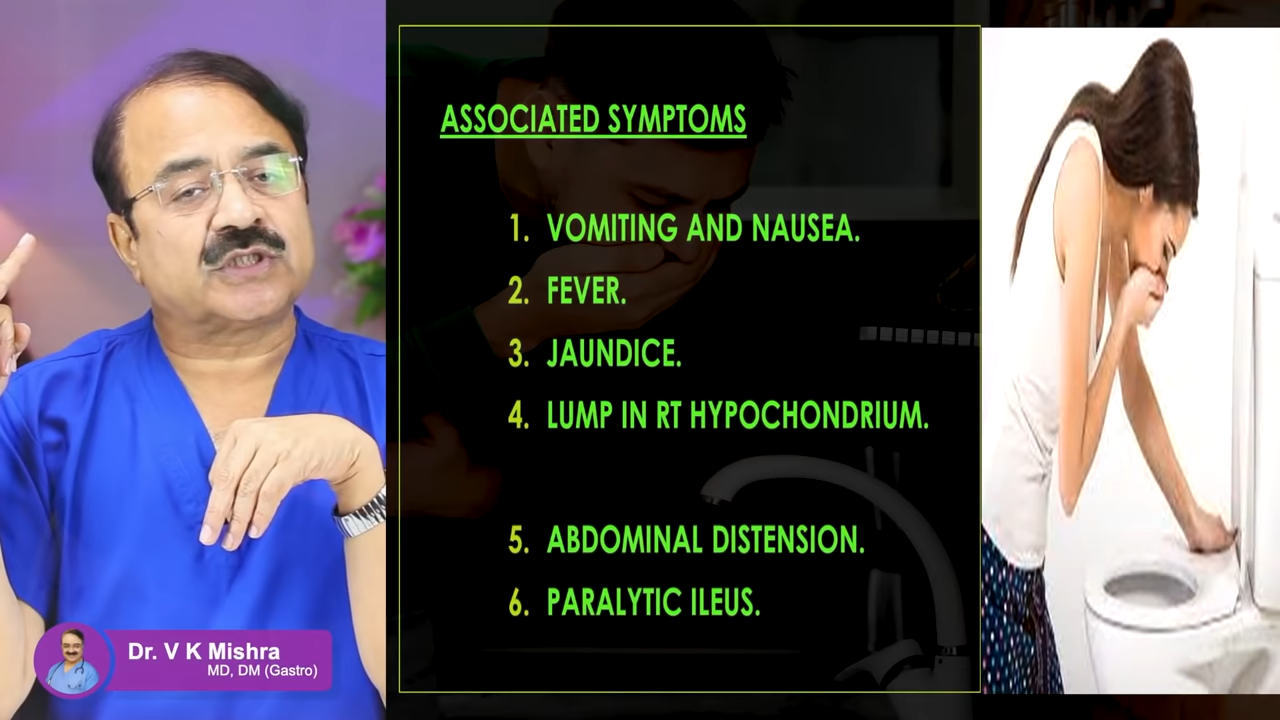 ASSOCIATED SYMPTOMS
1. VOMITING AND NAUSEA.
2. FEVER.
3. JAUNDICE.
4. LUMP IN RT HYPOCHONDRIUM.
5. ABDOMINAL DISTENSION.
6. PARALYTIC ILEUS.
Dr. V K Mishra
MD, DM (Gastro)